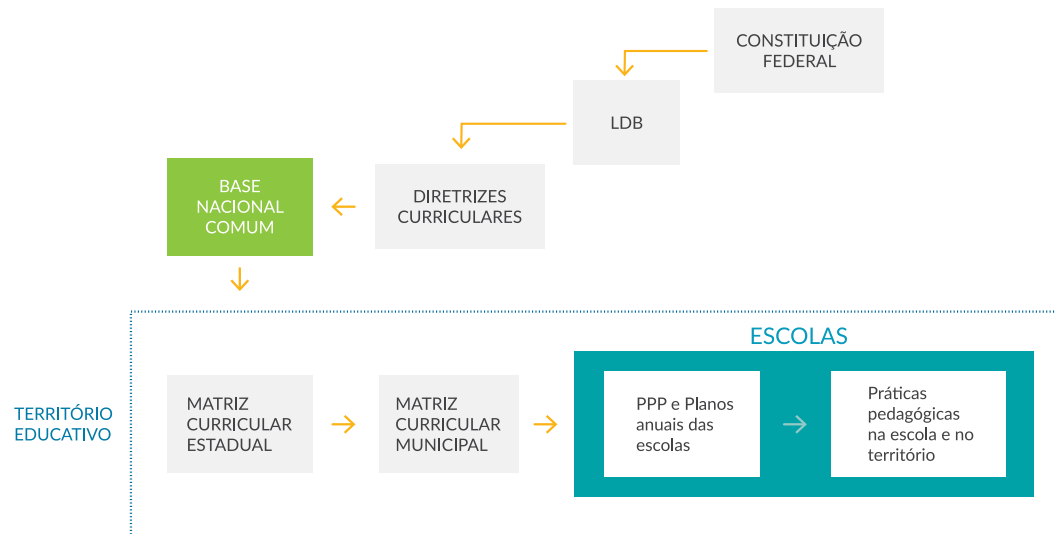 CONSTITUIÇÃO
FEDERAL
LDB
DIRETRIZES
CURRICULARES
BASE
NACIONAL
COMUM
ESCOLAS
TERRITÓRIO
EDUCATIVO
MATRIZ
CURRICULAR
ESTADUAL
MATRIZ
CURRICULAR
MUNICIPAL
PPP e Planos
anuais das
escolas
Práticas
pedagógicas
na escola e no
território